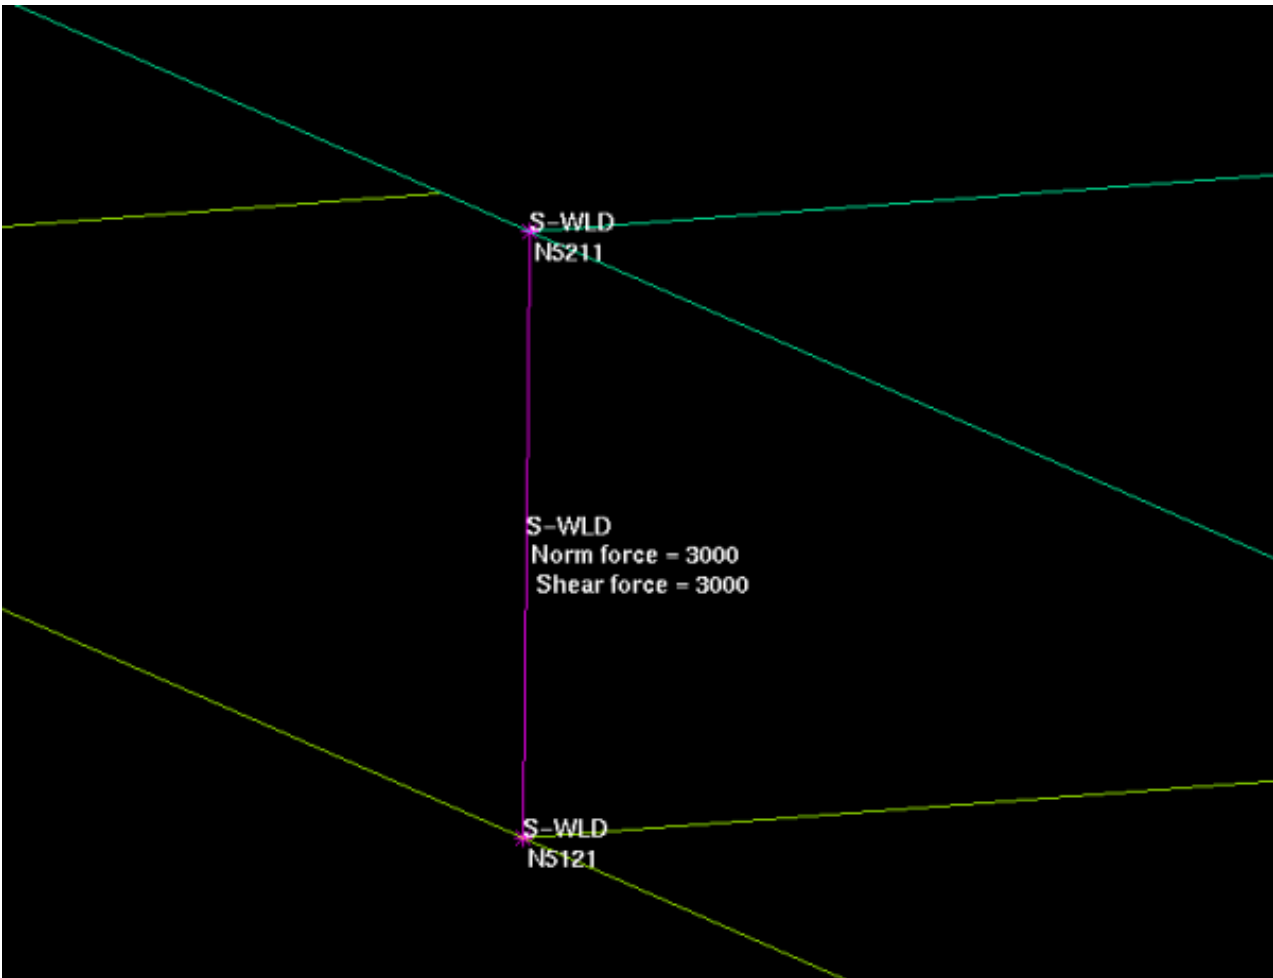 S-WLD
N5211
S-WLD
Norm force = 3000
Shear force = 3000
S-WLD
N5121